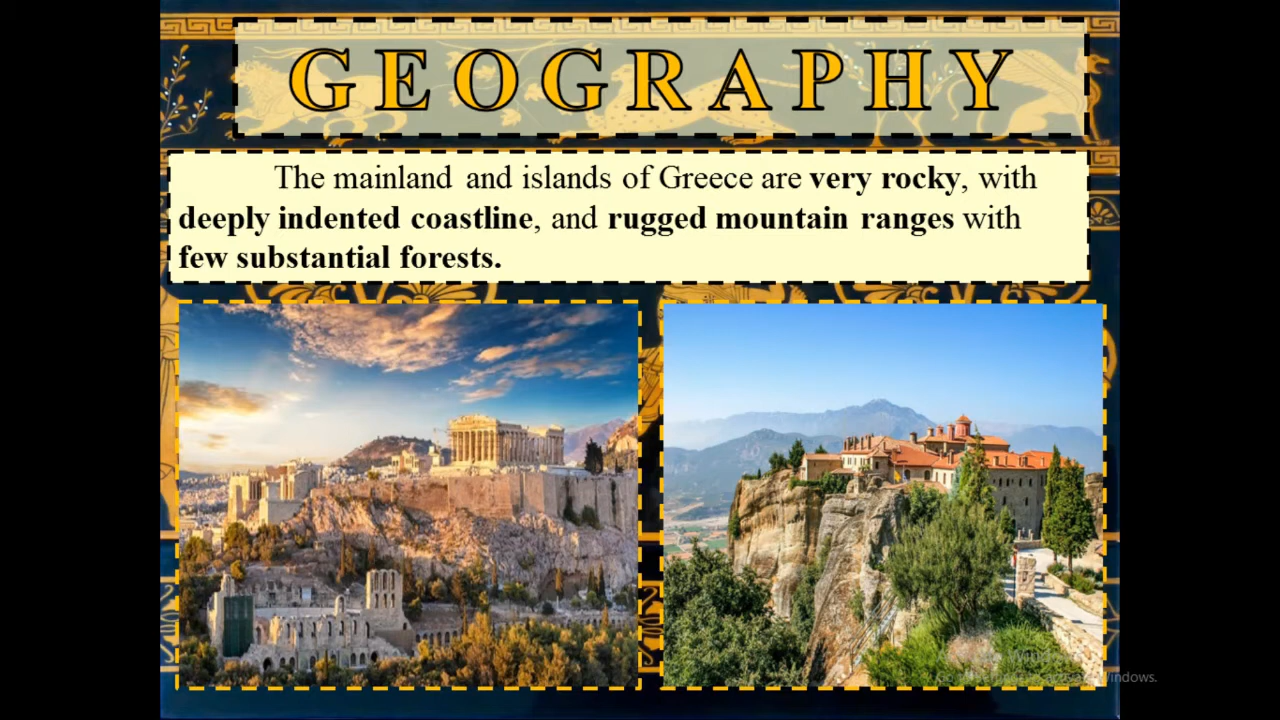 GEOGRAPHY
The mainland and islands of Greece are very rocky, with
deeply indented coastline, and rugged mountain ranges with
few substantial forests.
Windows.